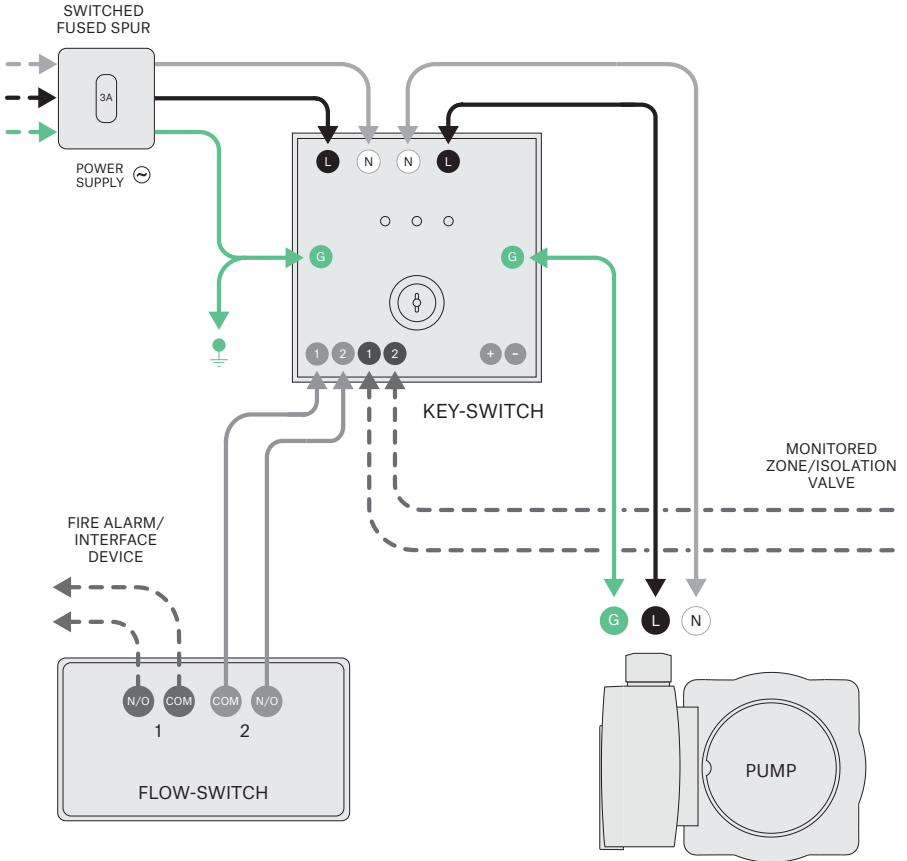 SWITCHED
FUSED SPUR
3A
POWER
SUPPLY
L N N L
G G
1 2 1 2 + -
KEY-SWITCH
MONITORED
ZONE/ISOLATION
VALVE
FIRE ALARM/
INTERFACE
DEVICE
G L N
N/O COM COM N/O
1 2
FLOW-SWITCH
PUMP